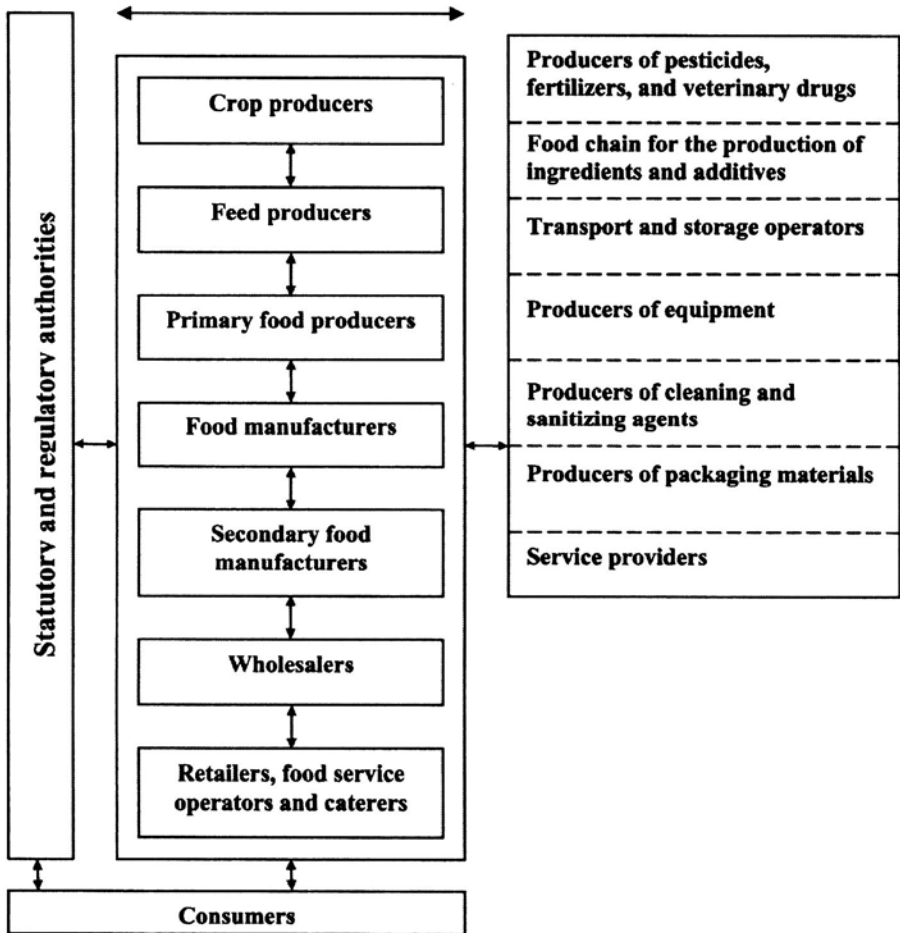 Statutory and regulatory authorities
Crop producers
Feed producers
Primary food producers
Food manufacturers
Secondary food
manufacturers
Wholesalers
Retailers, food service
operators and caterers
Producers of pesticides,
fertilizers, and veterinary drugs
Food chain for the production of
ingredients and additives
Transport and storage operators
Producers of equipment
Producers of cleaning and
sanitizing agents
Producers of packaging materials
Service providers
Consumers